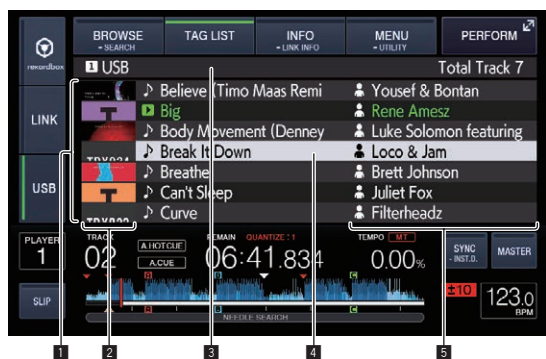 BROWSE
- SEARCH
TAG LIST
INFO
- LINK INFO
MENU
- UTILITY
PERFORM
rekordbox
1 USB
Total Track 7
Believe (Timo Maas Remi
Yousef & Bontan
Big
Rene Amesz
LINK
Body Movement (Denney
Luke Solomon featuring
Break It Down
Loco & Jam
USB
Breathe
Brett Johnson
Can't Sleep
Juliet Fox
Curve
Filterheadz
PLAYER
1
TRACK
02
A.HOT CUE
A.CUE
REMAIN
QUANTIZE : 1
06:41.834
TEMPO
MT
0.00%
SYNC
- INST.D.
MASTER
SLIP
A
C
B
C
±10
123.0
BPM
NEEDLE SEARCH
1
2
3
4
5